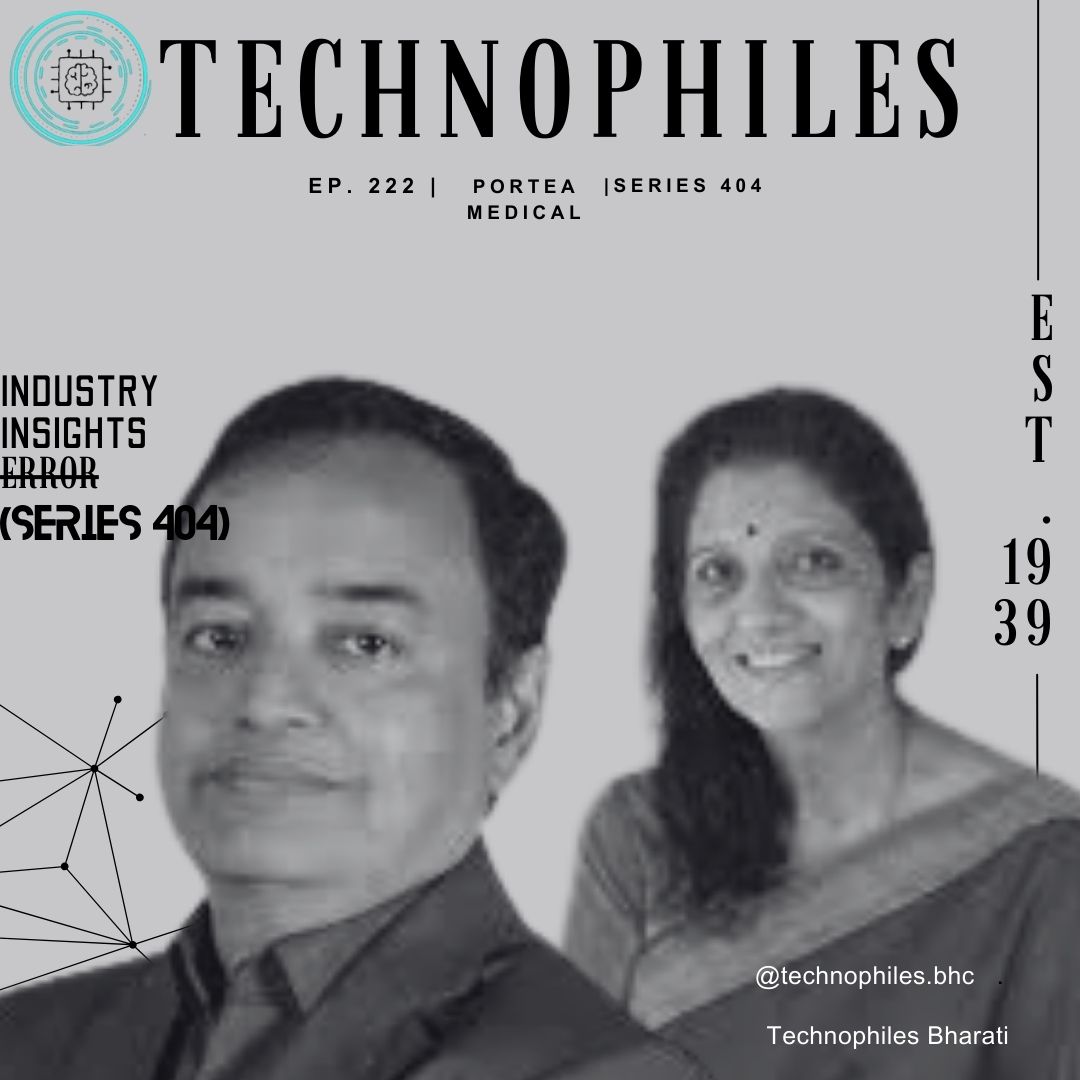 TECHNOPHILES
EP. 222 | PORTEA |SERIES 404
MEDICAL
INDUSTRY
INSIGHTS
ERROR
(SERIES 404)
E
S
T
.
19
39
@technophiles.bhc .
Technophiles Bharati